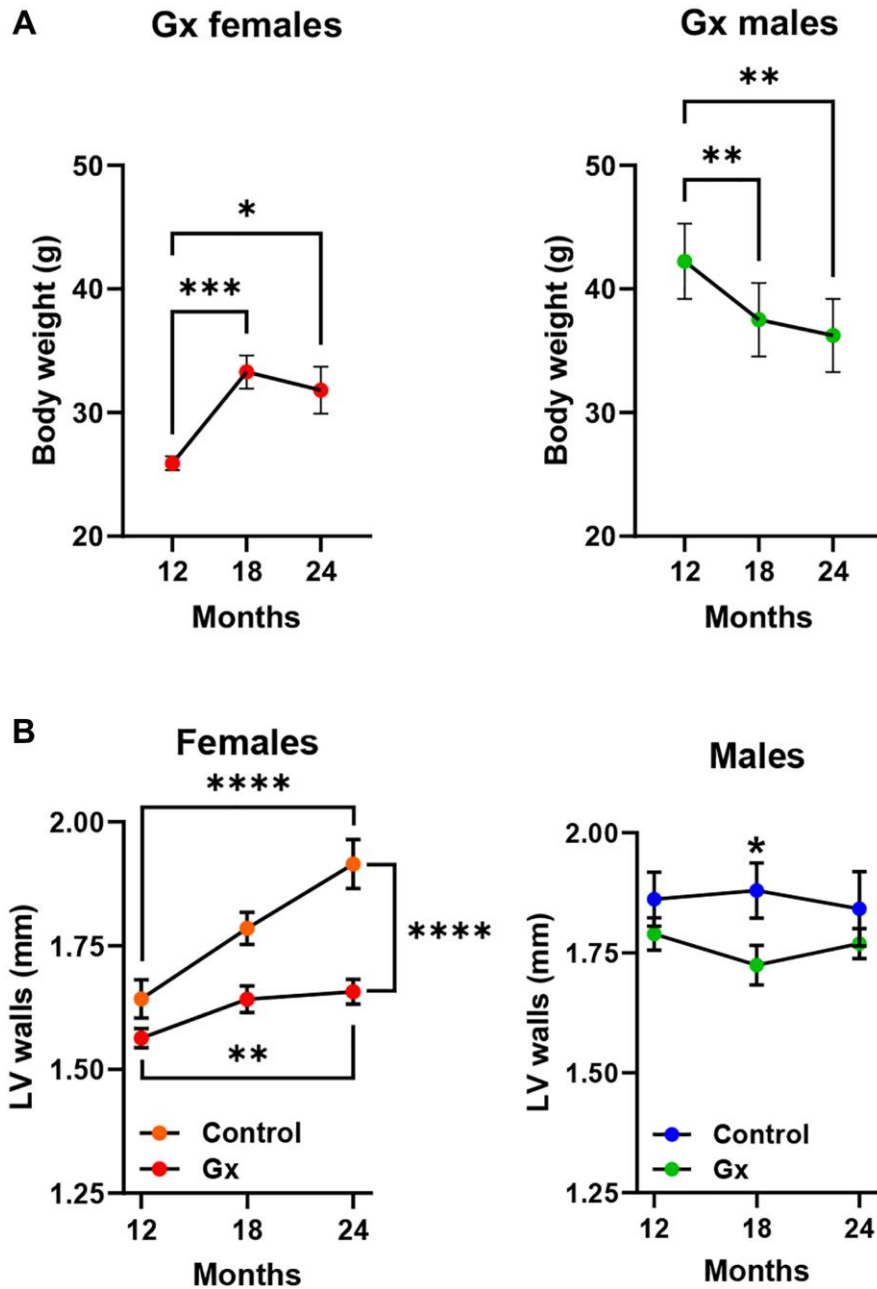 A
Gx females
Gx males
**
**
*
***
50
40
30
20
Body weight (g)
12 18 24
Months
50
40
30
20
Body weight (g)
12 18 24
Months
B
Females
Males
****
****
**
*
2.00
1.75
1.50
1.25
LV walls (mm)
Control
Gx
12 18 24
Months
2.00
1.75
1.50
1.25
LV walls (mm)
Control
Gx
12 18 24
Months